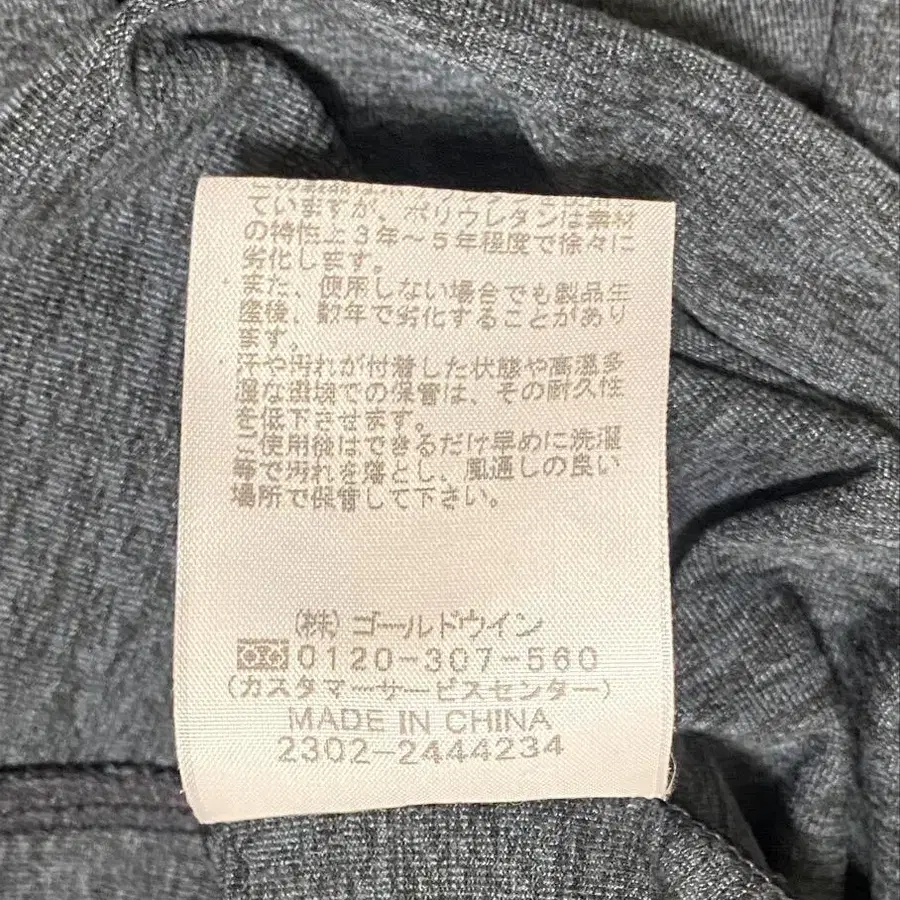 ていますが、ポリウレタンは素材
の特性上3年～5年程度で徐々に
劣化します。
・また、使用しない場合でも製品生
産後、数年で劣化することがあり
ます。
・汗や汚れが付着した状態や高温多
湿な環境での保管は、その耐久性
を低下させます。
ご使用後はできるだけ早めに洗濯
等で汚れを落とし、風通しの良い
場所で保管して下さい。
(株)ゴールドウイン
0120-307-560
(カスタマーサービスセンター)
MADE IN CHINA
2302-2444234